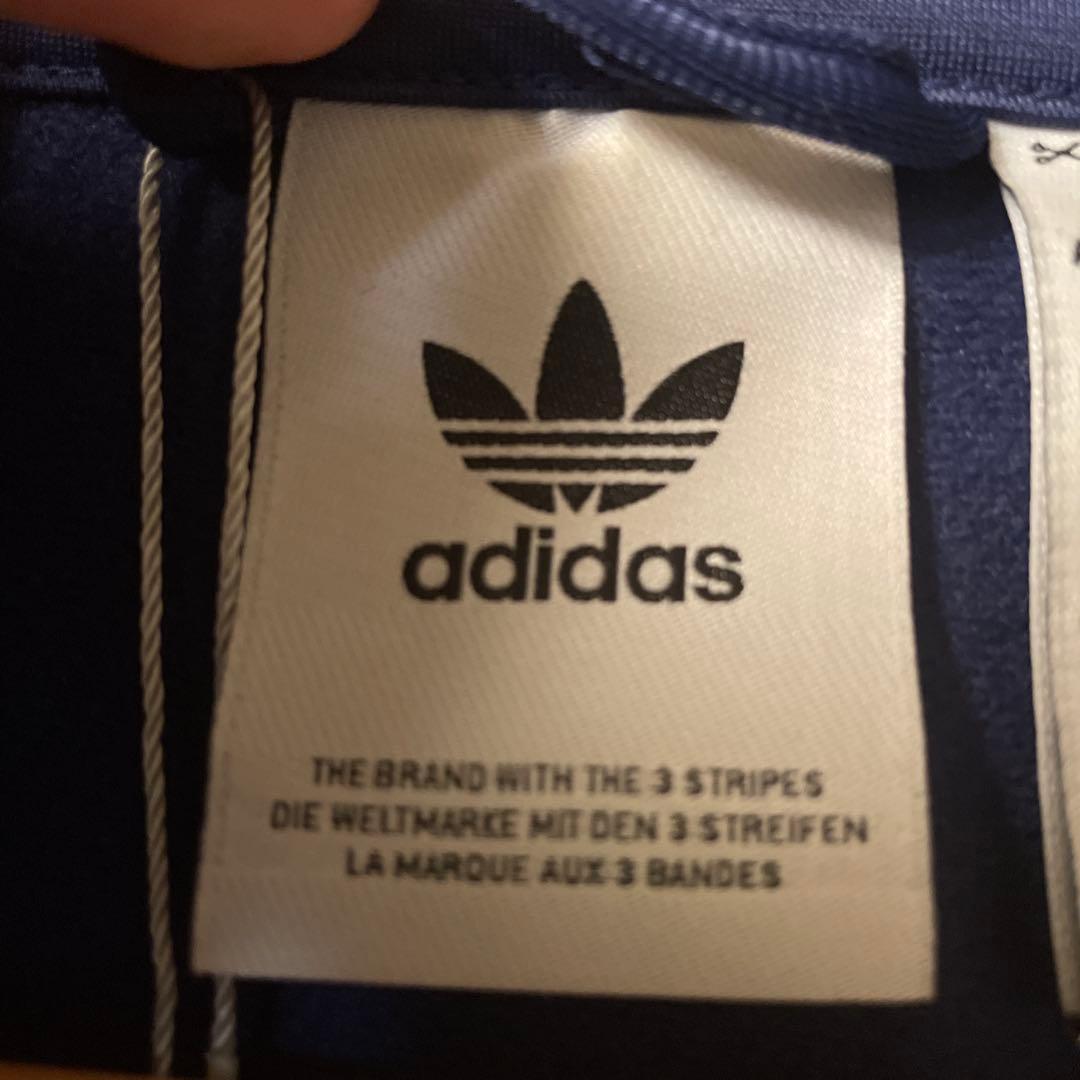 adidas
THE BRAND WITH THE 3 STRIPES
DIE WELTMARKE MIT DEN 3 STREIFEN
LA MARQUE AUX 3 BANDES